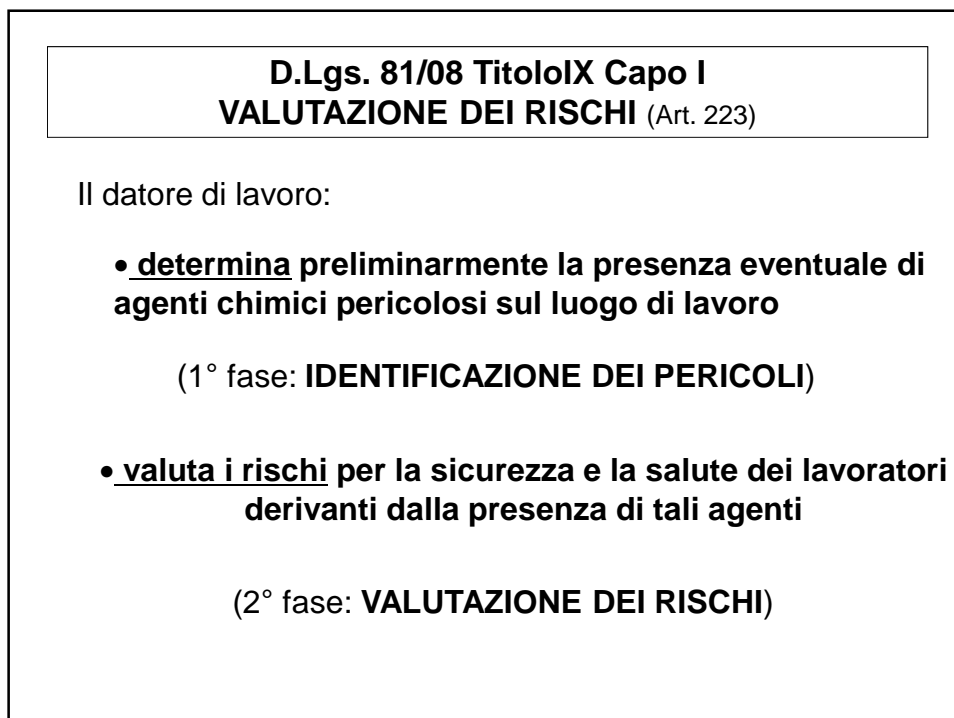 D.Lgs. 81/08 TitoloIX Capo I
VALUTAZIONE DEI RISCHI (Art. 223)
Il datore di lavoro:
• determina preliminarmente la presenza eventuale di
agenti chimici pericolosi sul luogo di lavoro
(1° fase: IDENTIFICAZIONE DEI PERICOLI)
• valuta i rischi per la sicurezza e la salute dei lavoratori
derivanti dalla presenza di tali agenti
(2° fase: VALUTAZIONE DEI RISCHI)